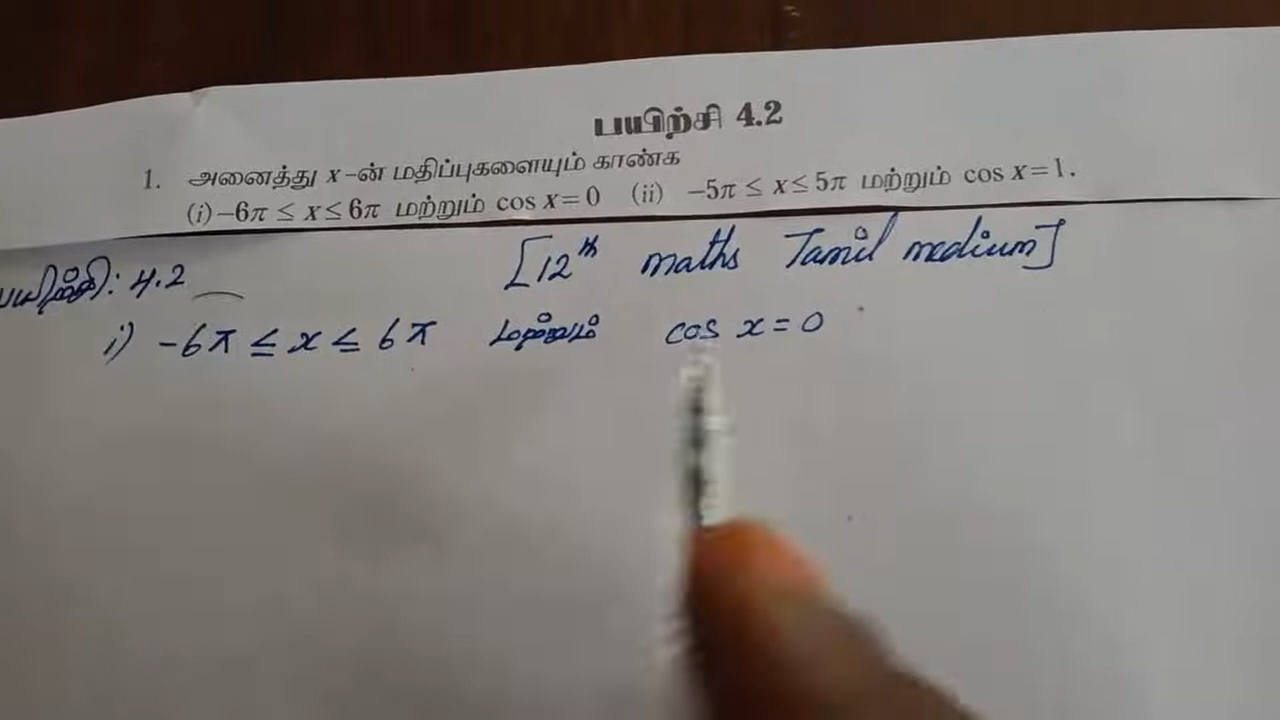 பயிற்சி 4.2
1. அனைத்து x-ன் மதிப்புகளையும் காண்க
(i) -6π ≤ x ≤ 6π மற்றும் cos x = 0 (ii) -5π ≤ x ≤ 5π மற்றும் cos x = 1.
[12th maths Tamil medium]
பயிற்சி: 4.2
i) -6π ≤ x ≤ 6π மற்றும் cos x = 0